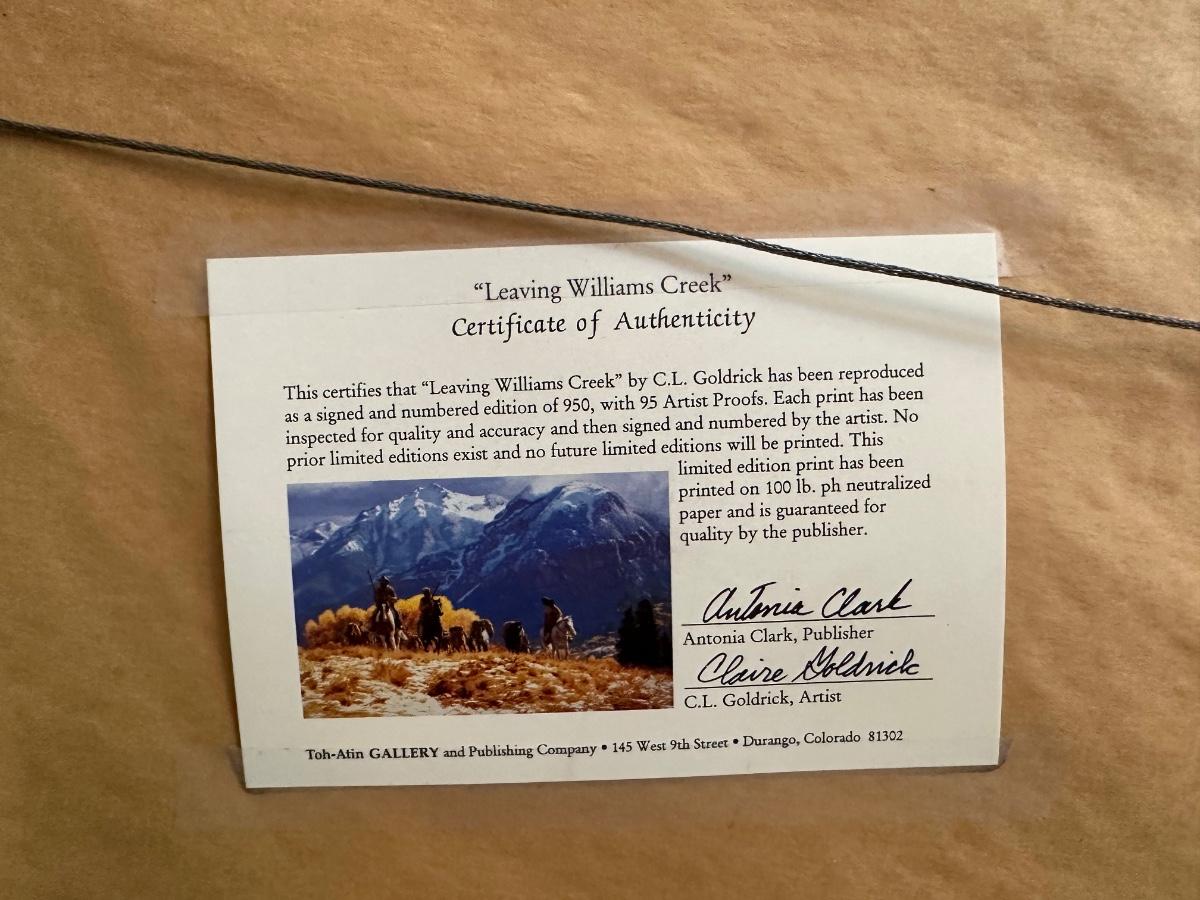 “Leaving Williams Creek”
Certificate of Authenticity
This certifies that “Leaving Williams Creek” by C.L. Goldrick has been reproduced
as a signed and numbered edition of 950, with 95 Artist Proofs. Each print has been
inspected for quality and accuracy and then signed and numbered by the artist. No
prior limited editions exist and no future limited editions will be printed. This
limited edition print has been
printed on 100 lb. ph neutralized
paper and is guaranteed for
quality by the publisher.
Antonia Clark
Antonia Clark, Publisher
Claire Goldrick
C.L. Goldrick, Artist
Toh-Atin GALLERY and Publishing Company • 145 West 9th Street • Durango, Colorado 81302